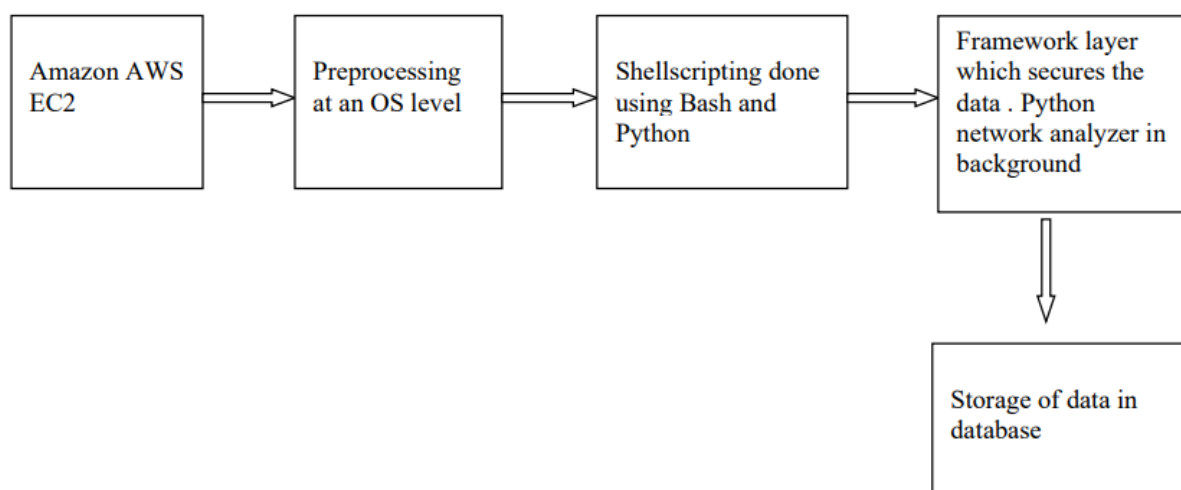 Amazon AWS
EC2
Preprocessing
at an OS level
Shellscripting done
using Bash and
Python
Framework layer
which secures the
data . Python
network analyzer in
background
Storage of data in
database